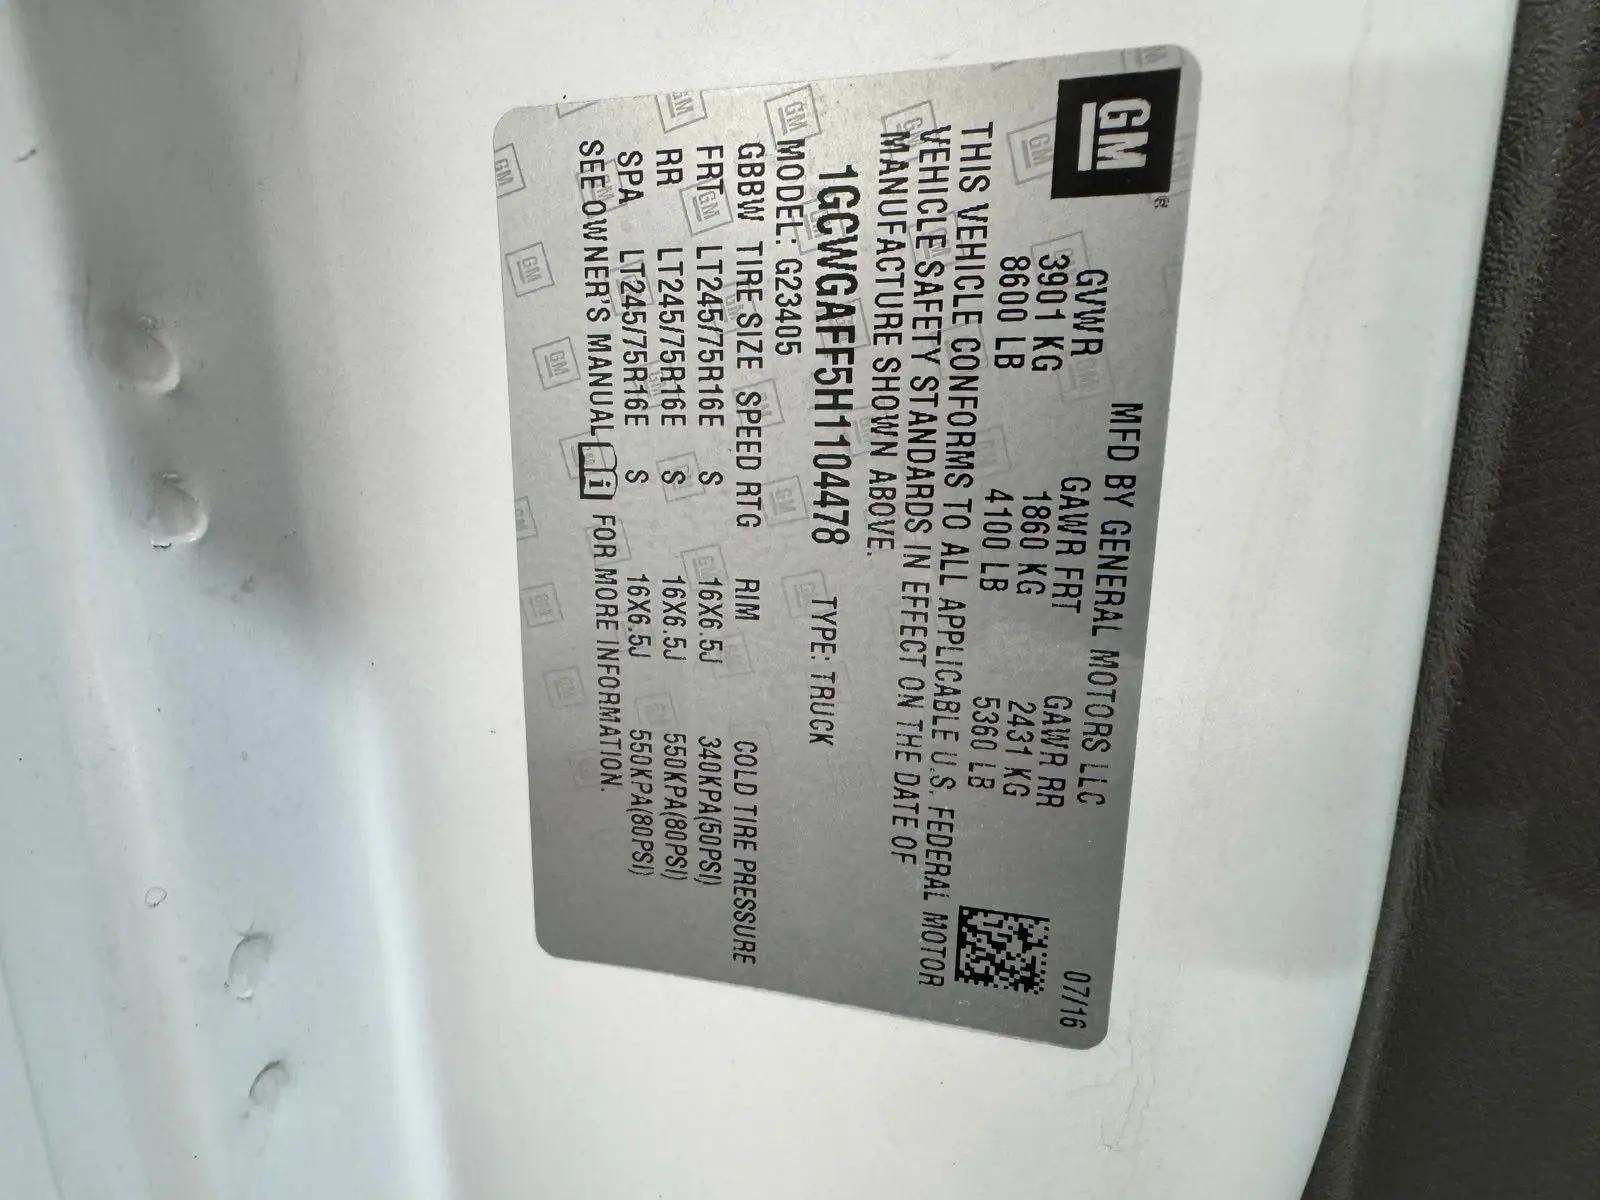 GM®
MFD BY GENERAL MOTORS LLC 07/16
GVWR GAWR FRT GAWR RR
3901 KG 1860 KG 2431 KG
8600 LB 4100 LB 5360 LB
THIS VEHICLE CONFORMS TO ALL APPLICABLE U.S. FEDERAL MOTOR
VEHICLE SAFETY STANDARDS IN EFFECT ON THE DATE OF
MANUFACTURE SHOWN ABOVE.
1GCWGAFF5H1104478 TYPE: TRUCK
MODEL: G23405
GBBW TIRE SIZE SPEED RTG RIM COLD TIRE PRESSURE
FRT LT245/75R16E S 16X6.5J 340KPA(50PSI)
RR LT245/75R16E S 16X6.5J 550KPA(80PSI)
SPA LT245/75R16E S 16X6.5J 550KPA(80PSI)
SEE OWNER'S MANUAL i FOR MORE INFORMATION.